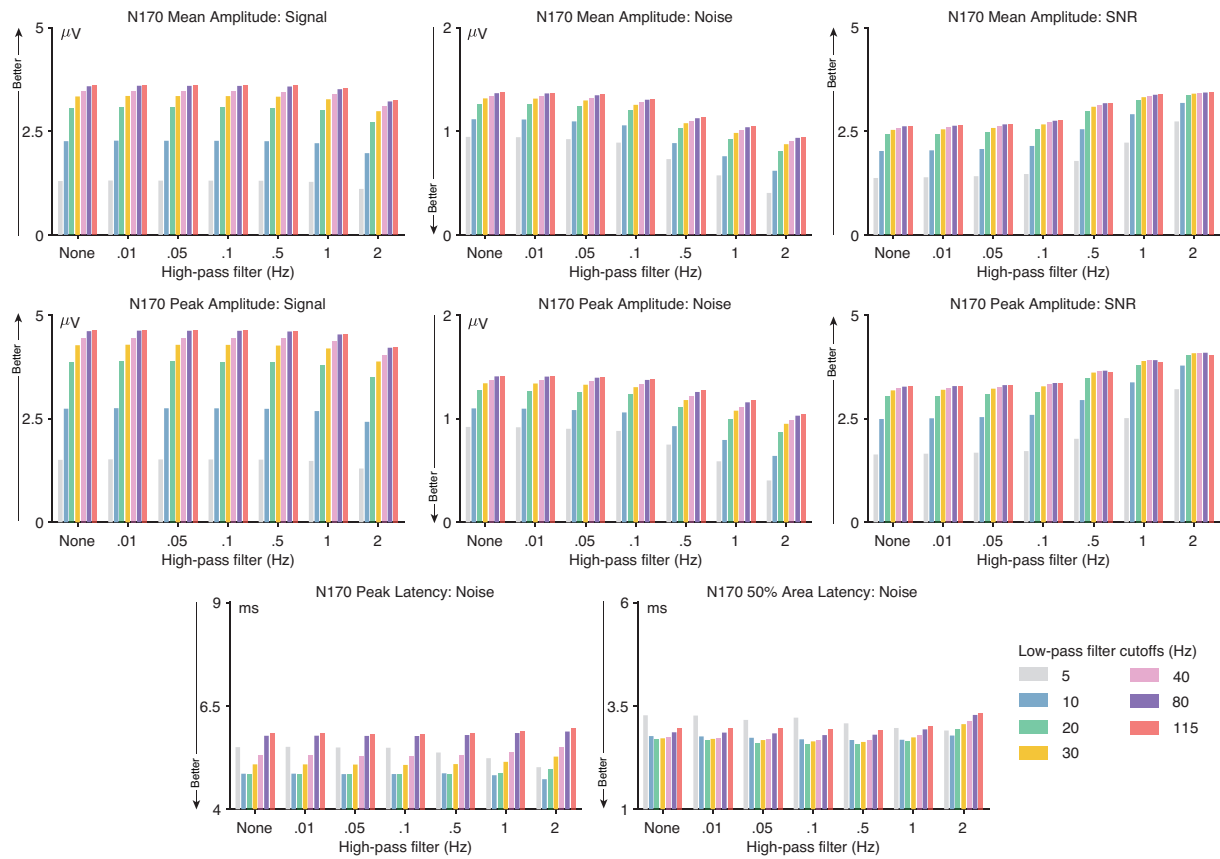 N170 Mean Amplitude: Signal
N170 Mean Amplitude: Noise
N170 Mean Amplitude: SNR
5
2.5
0
μV
Better
None .01 .05 .1 .5 1 2
High-pass filter (Hz)
2
1
0
μV
Better
None .01 .05 .1 .5 1 2
High-pass filter (Hz)
5
2.5
0
Better
None .01 .05 .1 .5 1 2
High-pass filter (Hz)
N170 Peak Amplitude: Signal
N170 Peak Amplitude: Noise
N170 Peak Amplitude: SNR
5
2.5
0
μV
Better
None .01 .05 .1 .5 1 2
High-pass filter (Hz)
2
1
0
μV
Better
None .01 .05 .1 .5 1 2
High-pass filter (Hz)
5
2.5
0
Better
None .01 .05 .1 .5 1 2
High-pass filter (Hz)
N170 Peak Latency: Noise
N170 50% Area Latency: Noise
9
6.5
4
ms
Better
None .01 .05 .1 .5 1 2
High-pass filter (Hz)
6
3.5
1
ms
Better
None .01 .05 .1 .5 1 2
High-pass filter (Hz)
Low-pass filter cutoffs (Hz)
5 40
10 80
20 115
30